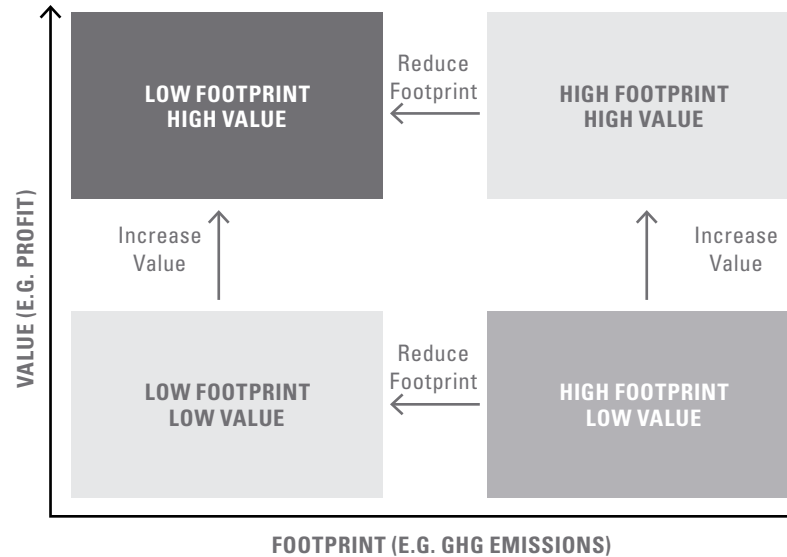 Reduce
Footprint
LOW FOOTPRINT
HIGH VALUE
HIGH FOOTPRINT
HIGH VALUE
Increase
Value
Increase
Value
VALUE (E.G. PROFIT)
Reduce
Footprint
LOW FOOTPRINT
LOW VALUE
HIGH FOOTPRINT
LOW VALUE
FOOTPRINT (E.G. GHG EMISSIONS)